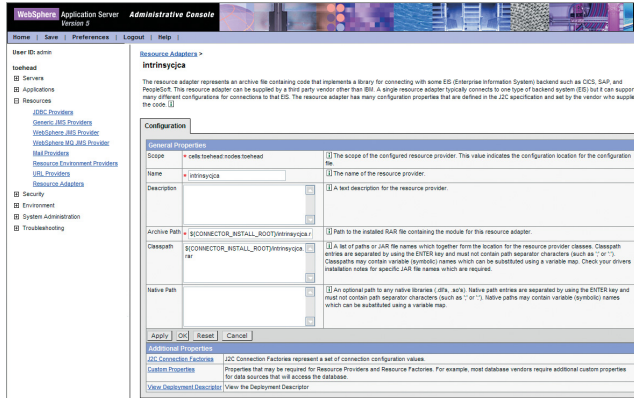 WebSphere Application Server Administrative Console
Version 5
Home | Save | Preferences | Logout | Help |
User ID: admin
toehead
Servers
Applications
Resources
JDBC Providers
Generic JMS Providers
WebSphere JMS Provider
WebSphere MQ JMS Provider
Mail Providers
Resource Environment Providers
URL Providers
Resource Adapters
Security
Environment
System Administration
Troubleshooting
Resource Adapters >
intrinsycjca
The resource adapter represents an archive file containing code that implements a library for connecting with some EIS (Enterprise Information System) backend such as CICS, SAP, and
PeopleSoft. This resource adapter can be supplied by a third party vendor other than IBM. A single resource adapter typically connects to one type of backend system (EIS) but it can suppor
many different configurations for connections to that EIS. The resource adapter has many configuration properties that are defined in the J2C specification and set by the vendor who supplie
the code. i
Configuration
General Properties
Scope * cells:toehead:nodes:toehead i The scope of the configured resource provider. This value indicates the configuration location for the configuration
file.
Name * intrinsycjca i The name of the resource provider.
Description i A text description for the resource provider.
Archive Path * ${CONNECTOR_INSTALL_ROOT}/intrinsycjca.r i Path to the installed RAR file containing the module for this resource adapter.
Classpath ${CONNECTOR_INSTALL_ROOT}/intrinsycjca. i A list of paths or JAR file names which together form the location for the resource provider classes. Classpath
rar entries are separated by using the ENTER key and must not contain path separator characters (such as ';' or ':').
Classpaths may contain variable (symbolic) names which can be substituted using a variable map. Check your drivers
installation notes for specific JAR file names which are required.
Native Path i An optional path to any native libraries (.dll's, .so's). Native path entries are separated by using the ENTER key and
must not contain path separator characters (such as ';' or ':'). Native paths may contain variable (symbolic) names
which can be substituted using a variable map.
Apply OK Reset Cancel
Additional Properties
J2C Connection Factories J2C Connection Factories represent a set of connection configuration values.
Custom Properties Properties that may be required for Resource Providers and Resource Factories. For example, most database vendors require additional custom properties
for data sources that will access the database.
View Deployment Descriptor View the Deployment Descriptor